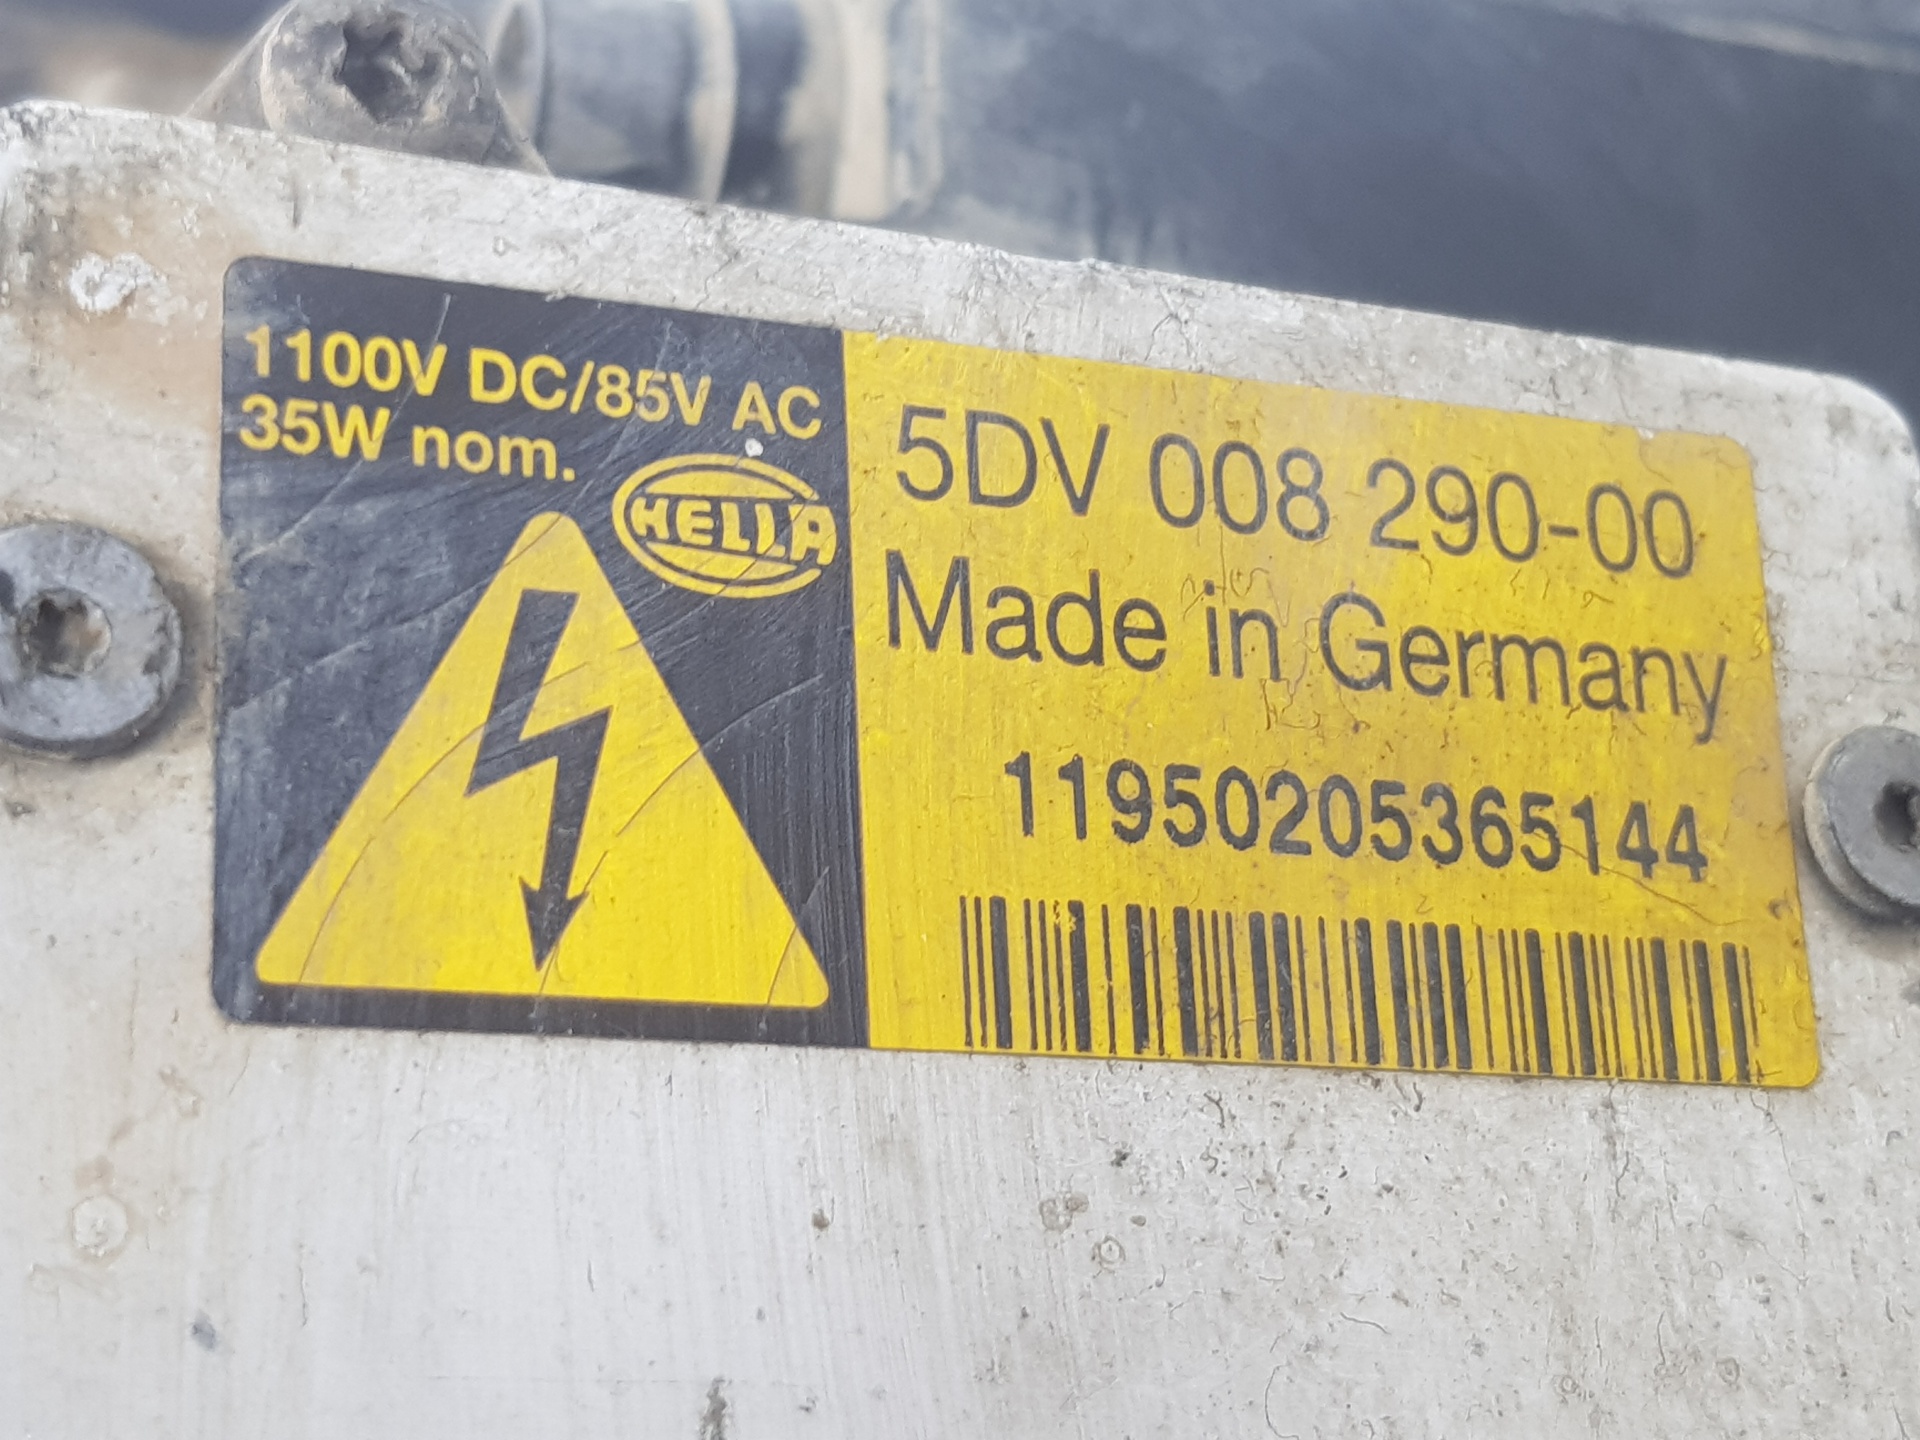 1100V DC/85V AC
35W nom.
HELLA
5DV 008 290-00
Made in Germany
11950205365144